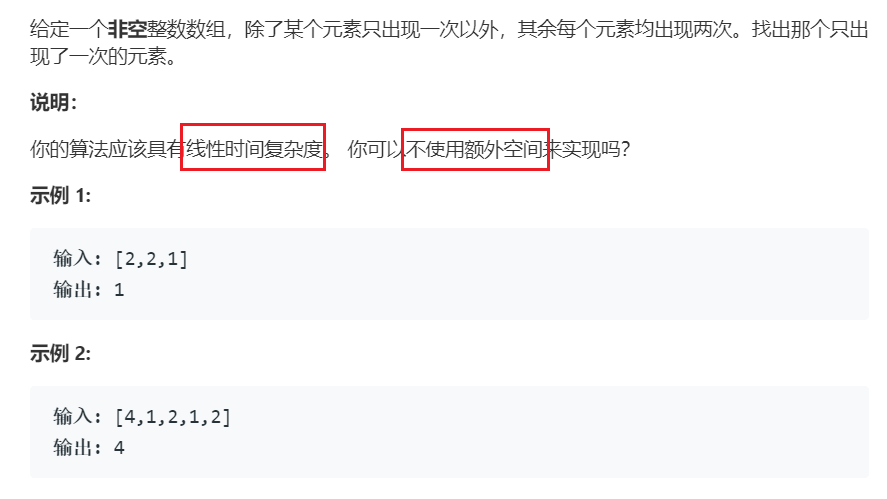 给定一个非空整数数组，除了某个元素只出现一次以外，其余每个元素均出现两次。找出那个只出
现了一次的元素。
说明：
你的算法应该具有线性时间复杂度。 你可以不使用额外空间来实现吗？
示例 1:
输入: [2,2,1]
输出: 1
示例 2:
输入: [4,1,2,1,2]
输出: 4